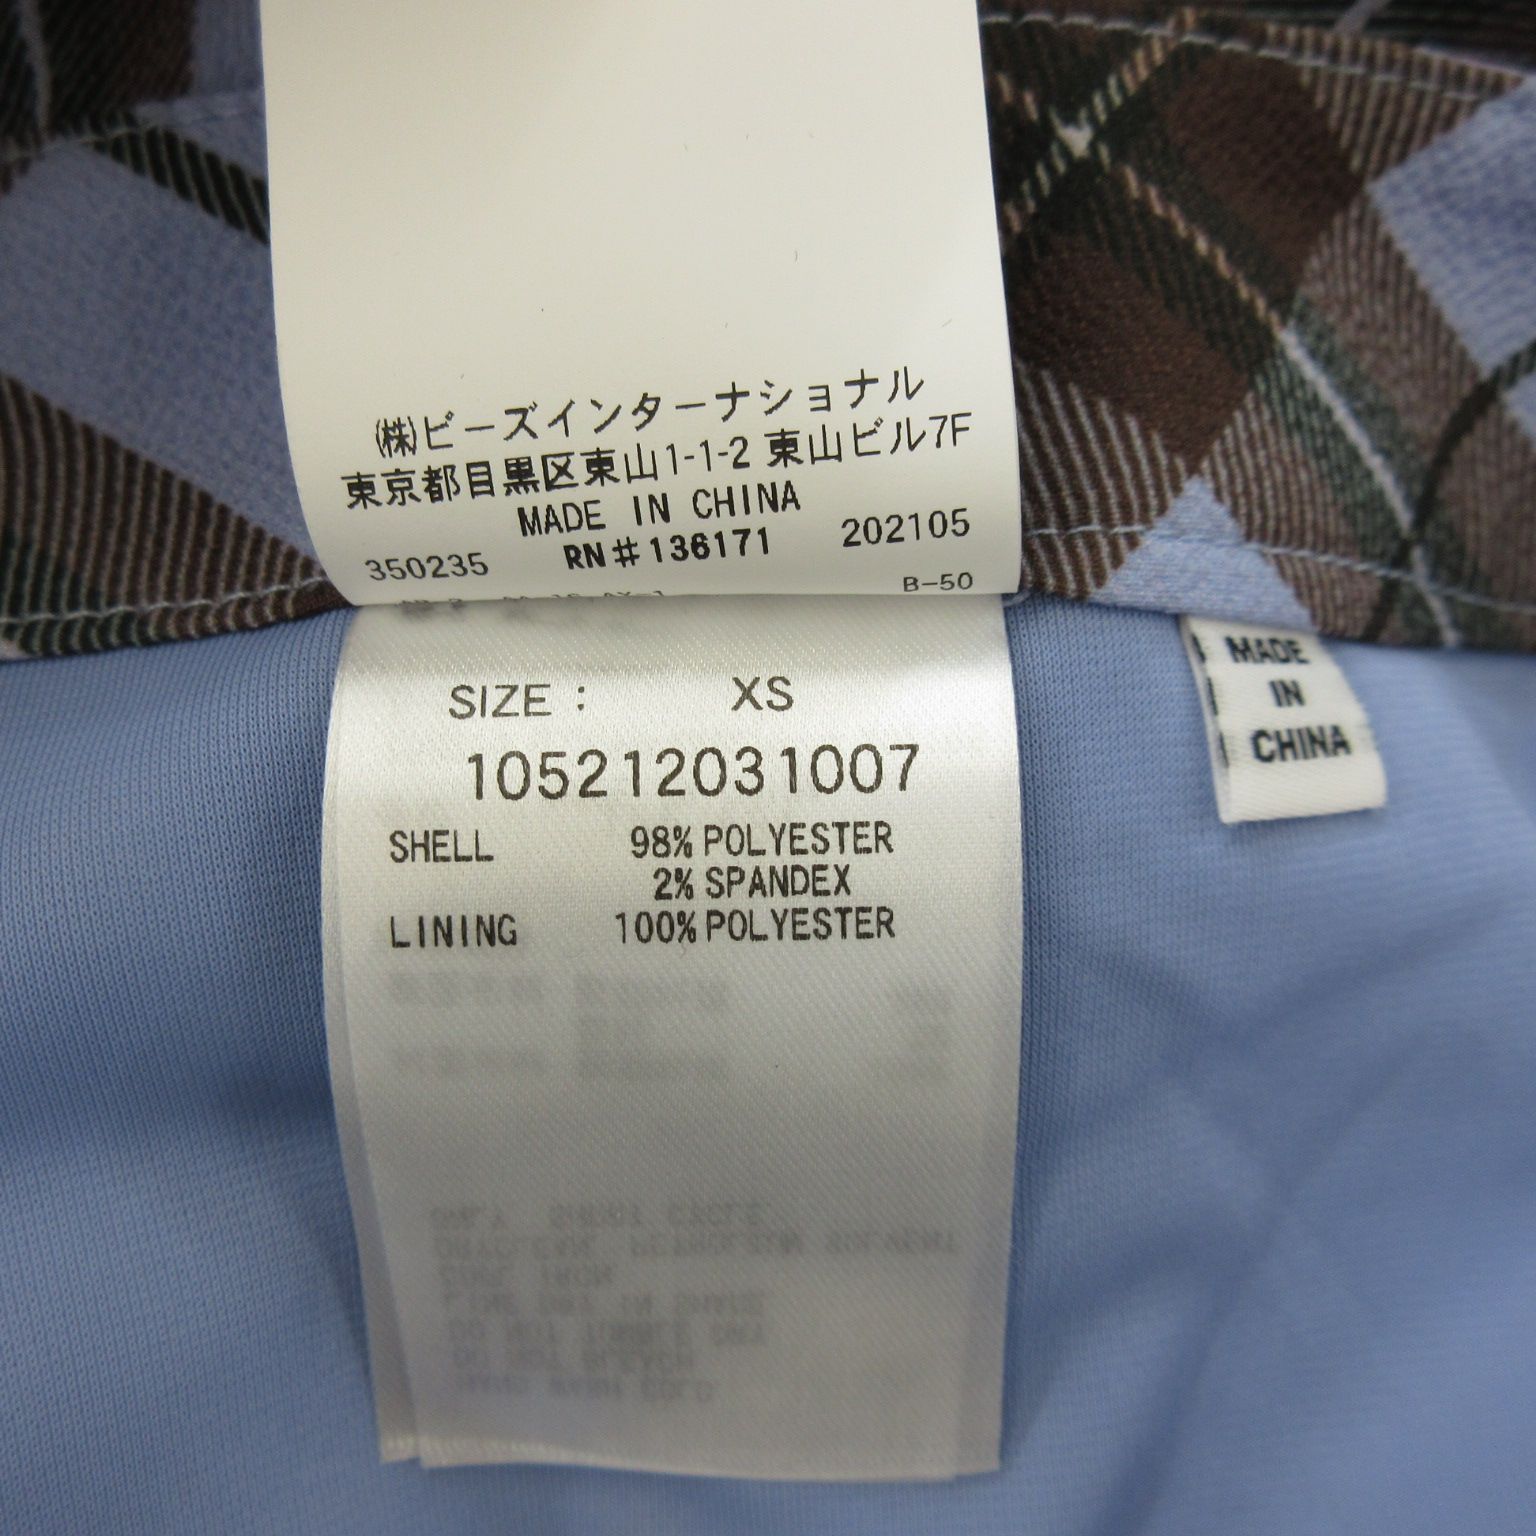 ㈱ビーズインターナショナル
東京都目黒区東山1-1-2 東山ビル7F
MADE IN CHINA
350235 RN#136171 202105
B-50
SIZE : XS
105212031007
SHELL 98% POLYESTER
2% SPANDEX
LINING 100% POLYESTER
MADE
IN
CHINA